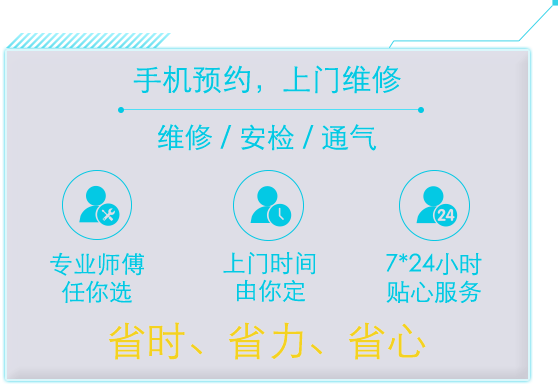 手机预约，上门维修
维修 / 安检 / 通气
24
专业师傅
任你选
上门时间
由你定
7*24小时
贴心服务
省时、省力、省心